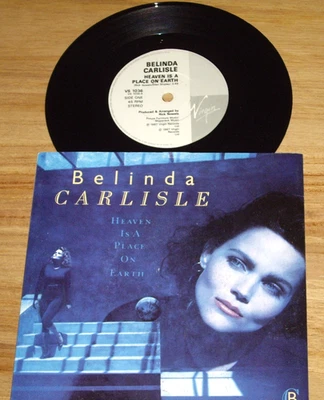 BELINDA
CARLISLE
HEAVEN IS A
PLACE ON EARTH
VS 1036
SIDE ONE
45 RPM
STEREO
Produced & Arranged by
Rick Nowels
Virgin
Belinda
CARLISLE
HEAVEN
IS A
PLACE
ON
EARTH
B